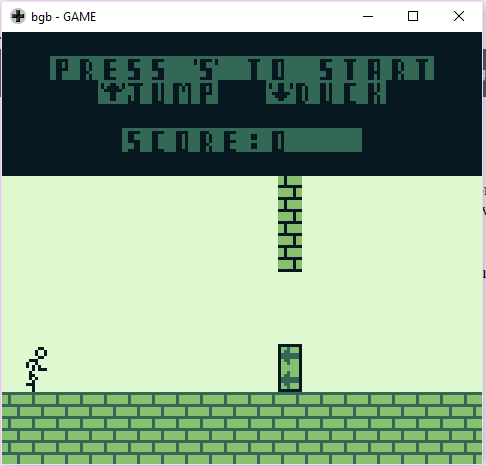 bgb - GAME
PRESS 'S' TO START
'↑'JUMP '↓'DUCK
SCORE:0